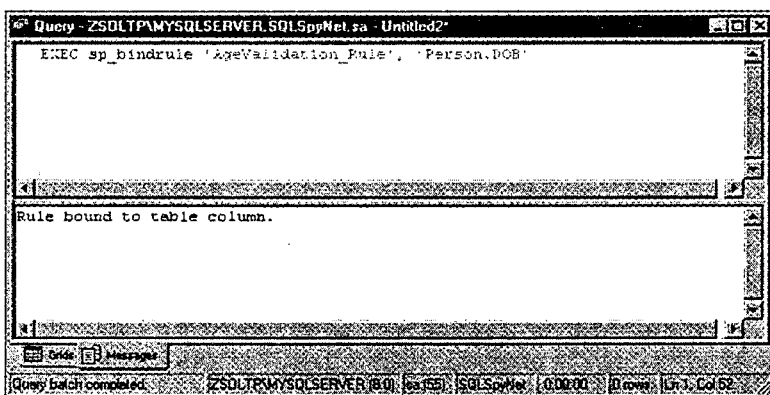 Query - ZSOLTP\MYSQLSERVER.SQLSpyNet.sa - Untitled2*
EXEC sp_bindrule 'AgeValidation_Rule', 'Person.DOB'
Rule bound to table column.
Grids Messages
Query batch completed. ZSOLTP\MYSQLSERVER (8.0) sa (55) SQLSpyNet 0:00:00 0 rows Ln 1, Col 52